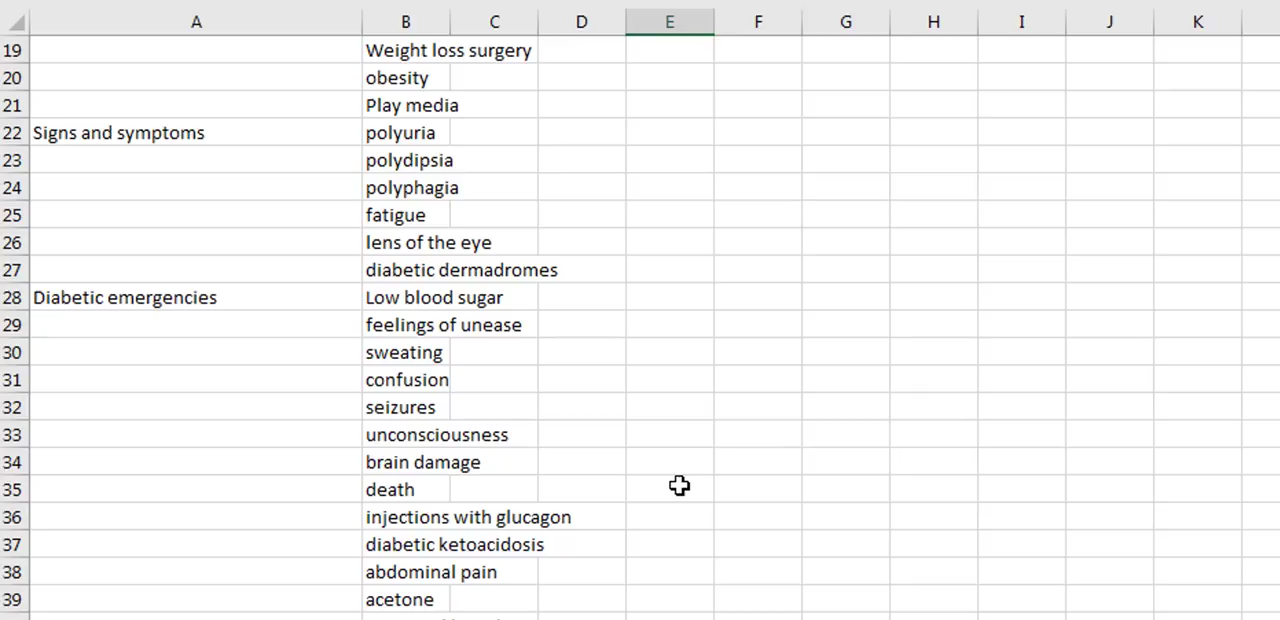 A B C D E F G H I J K
19 Weight loss surgery
20 obesity
21 Play media
22 Signs and symptoms polyuria
23 polydipsia
24 polyphagia
25 fatigue
26 lens of the eye
27 diabetic dermadromes
28 Diabetic emergencies Low blood sugar
29 feelings of unease
30 sweating
31 confusion
32 seizures
33 unconsciousness
34 brain damage
35 death
36 injections with glucagon
37 diabetic ketoacidosis
38 abdominal pain
39 acetone